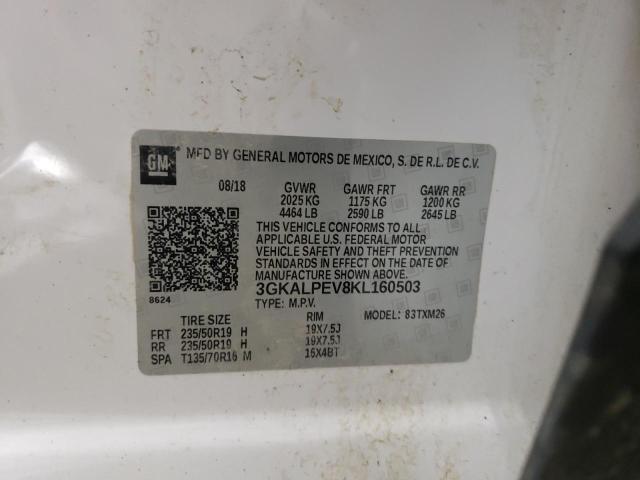 GM MFD BY GENERAL MOTORS DE MEXICO, S. DE R.L. DE C.V.
08/18 GVWR GAWR FRT GAWR RR
2025 KG 1175 KG 1200 KG
4464 LB 2590 LB 2645 LB
THIS VEHICLE CONFORMS TO ALL
APPLICABLE U.S. FEDERAL MOTOR
VEHICLE SAFETY AND THEFT PREVENTION
STANDARDS IN EFFECT ON THE DATE OF
MANUFACTURE SHOWN ABOVE.
8624
3GKALPEV8KL160503
TYPE: M.P.V. MODEL: 83TXM26
TIRE SIZE RIM
FRT 235/50R19 H 19X7.5J
RR 235/50R19 H 19X7.5J
SPA T135/70R16 M 16X4BT